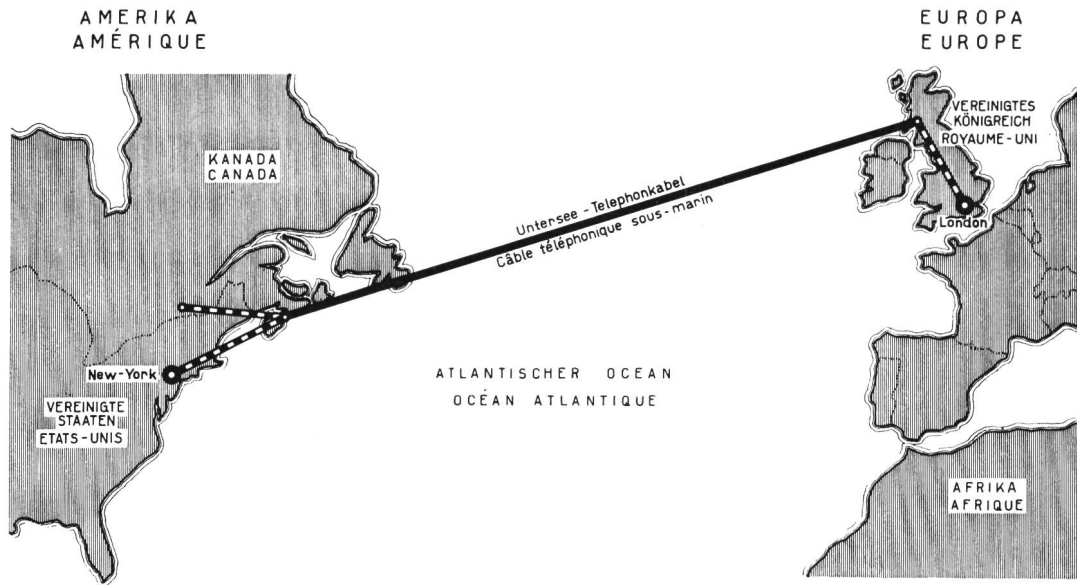 AMERIKA
AMÉRIQUE
EUROPA
EUROPE
KANADA
CANADA
VEREINIGTES
KÖNIGREICH
ROYAUME-UNI
Untersee-Telephonkabel
Câble téléphonique sous-marin
London
New-York
ATLANTISCHER OCEAN
OCÉAN ATLANTIQUE
VEREINIGTE
STAATEN
ETATS-UNIS
AFRIKA
AFRIQUE